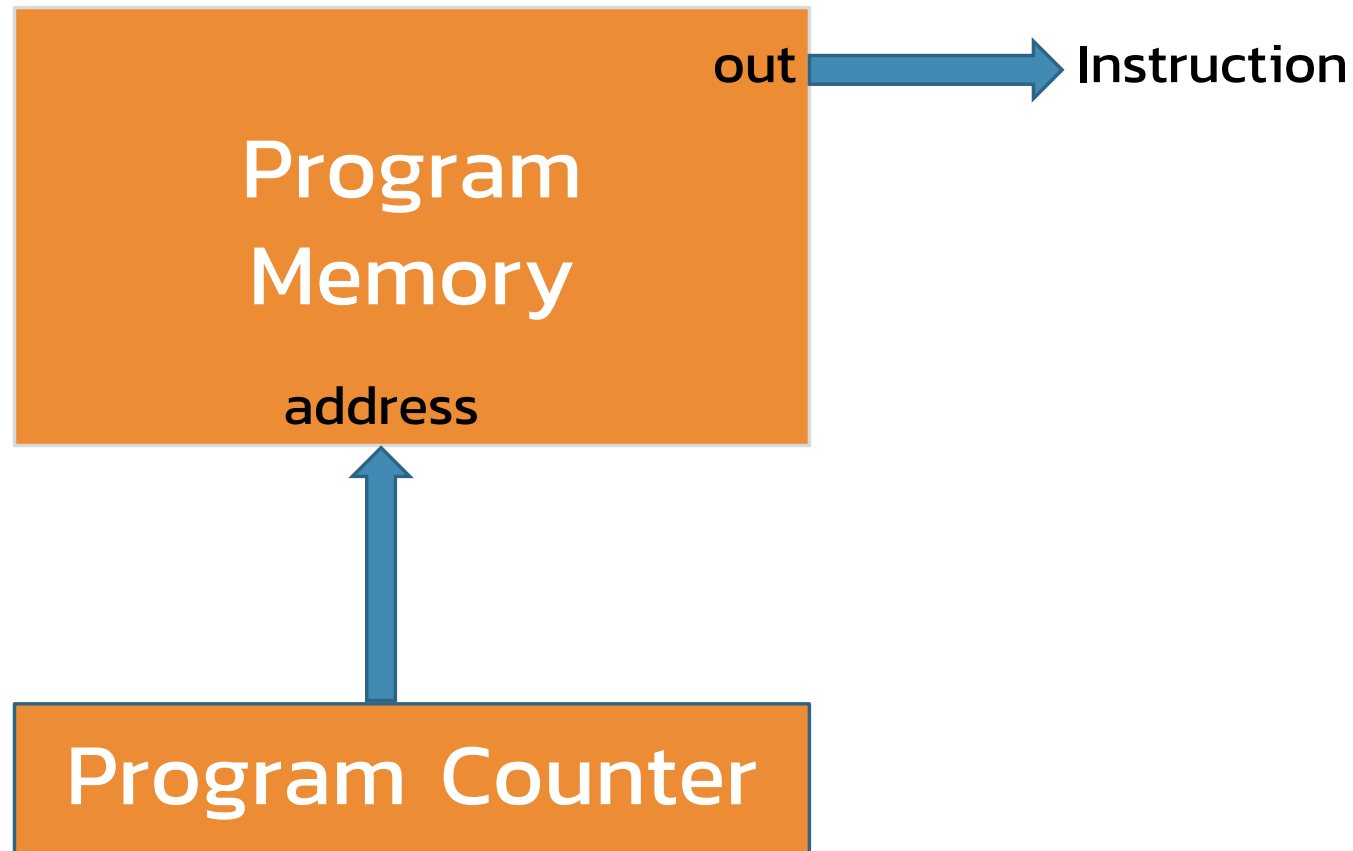 out
Instruction
Program
Memory
address
Program Counter